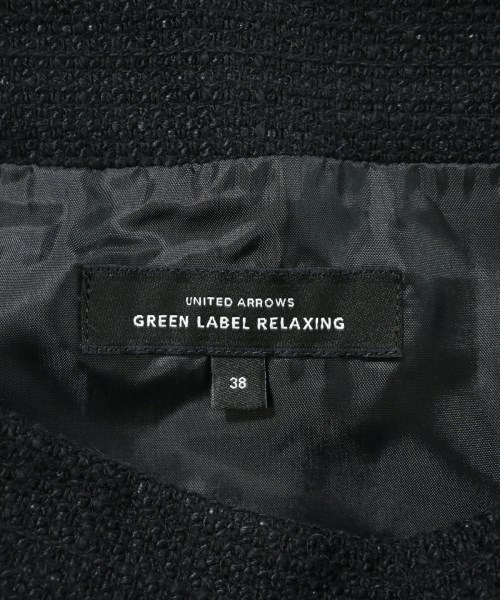 UNITED ARROWS
GREEN LABEL RELAXING
38